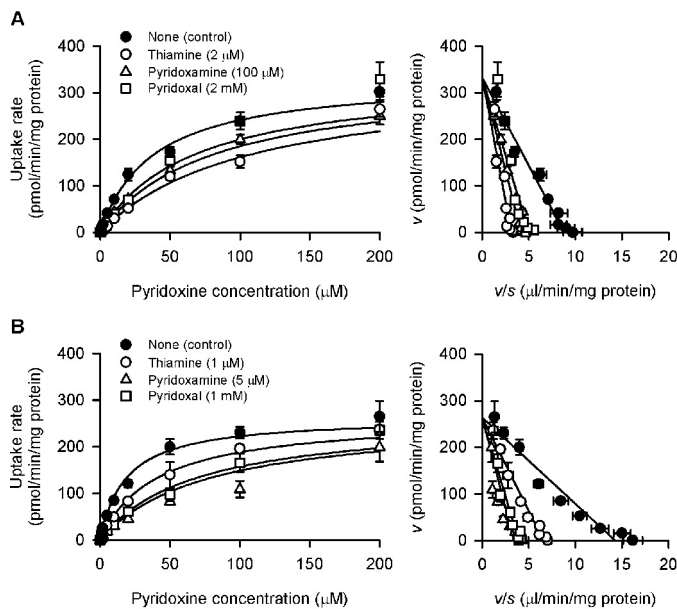 A
None (control)
Thiamine (2 μM)
Pyridoxamine (100 μM)
Pyridoxal (2 mM)
400
300
200
100
0
Uptake rate
(pmol/min/mg protein)
0 50 100 150 200
Pyridoxine concentration (μM)
400
300
200
100
0
v (pmol/min/mg protein)
0 5 10 15 20
v/s (μl/min/mg protein)
B
None (control)
Thiamine (1 μM)
Pyridoxamine (5 μM)
Pyridoxal (1 mM)
400
300
200
100
0
Uptake rate
(pmol/min/mg protein)
0 50 100 150 200
Pyridoxine concentration (μM)
400
300
200
100
0
v (pmol/min/mg protein)
0 5 10 15 20
v/s (μl/min/mg protein)